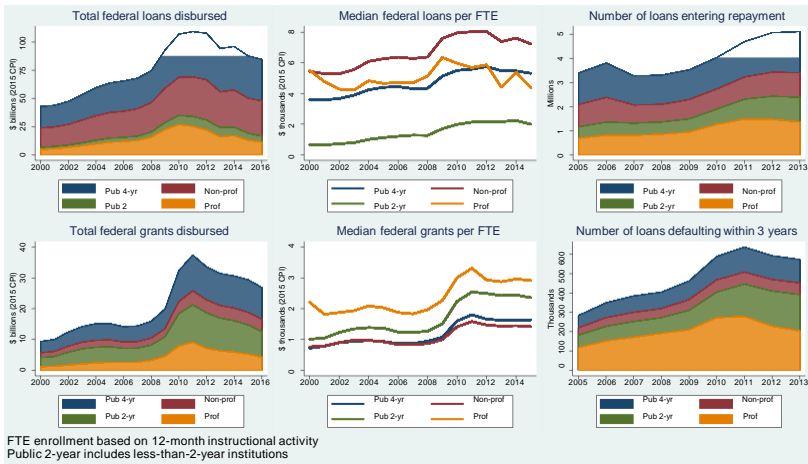 Total federal loans disbursed
$ billions (2015 CPI)
100
75
50
25
0
2000 2002 2004 2006 2008 2010 2012 2014 2016
Pub 4-yr Non-prof
Pub 2 Prof
Median federal loans per FTE
$ thousands (2015 CPI)
8
6
4
2
0
2000 2002 2004 2006 2008 2010 2012 2014
Pub 4-yr Non-prof
Pub 2-yr Prof
Number of loans entering repayment
Millions
5
4
3
2
1
0
2005 2006 2007 2008 2009 2010 2011 2012 2013
Pub 4-yr Non-prof
Pub 2-yr Prof
Total federal grants disbursed
$ billions (2015 CPI)
40
30
20
10
0
2000 2002 2004 2006 2008 2010 2012 2014 2016
Pub 4-yr Non-prof
Pub 2-yr Prof
Median federal grants per FTE
$ thousands (2015 CPI)
4
3
2
1
0
2000 2002 2004 2006 2008 2010 2012 2014
Pub 4-yr Non-prof
Pub 2-yr Prof
Number of loans defaulting within 3 years
Thousands
600
500
400
300
200
100
0
2005 2006 2007 2008 2009 2010 2011 2012 2013
Pub 4-yr Non-prof
Pub 2-yr Prof
FTE enrollment based on 12-month instructional activity
Public 2-year includes less-than-2-year institutions